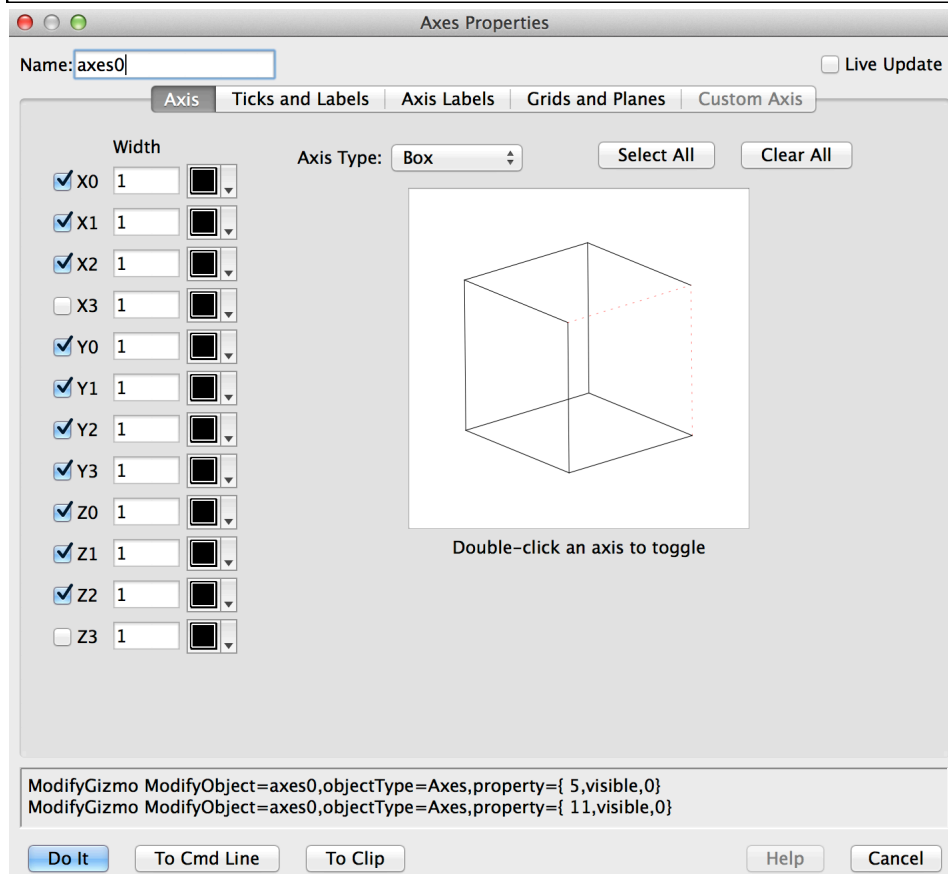 Axes Properties
Name: axes0
Live Update
Axis Ticks and Labels Axis Labels Grids and Planes Custom Axis
Width
Axis Type: Box Select All Clear All
X0 1
X1 1
X2 1
X3 1
Y0 1
Y1 1
Y2 1
Y3 1
Z0 1
Z1 1
Z2 1
Z3 1
Double-click an axis to toggle
ModifyGizmo ModifyObject=axes0,objectType=Axes,property={ 5,visible,0}
ModifyGizmo ModifyObject=axes0,objectType=Axes,property={ 11,visible,0}
Do It To Cmd Line To Clip Help Cancel